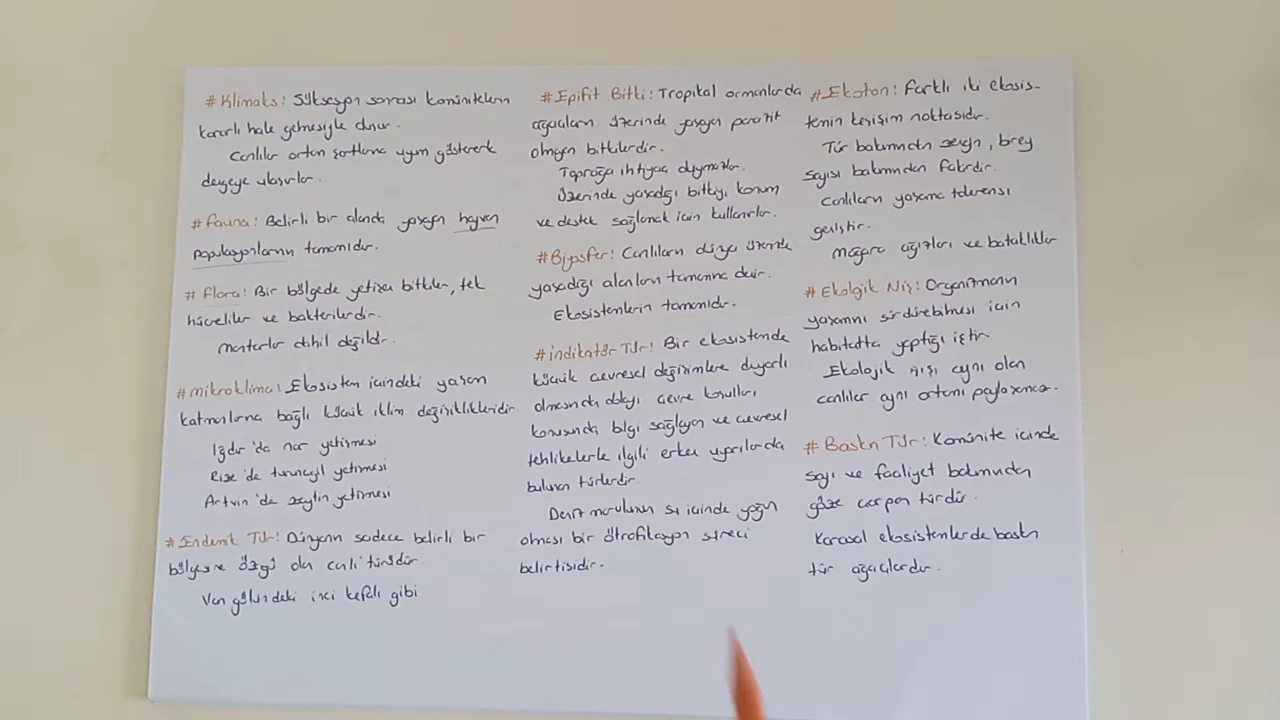 #Klimaks: Süksesyon sonrası komünitelerin
kararlı hale gelmesiyle oluşur.
Canlılar ortam şartlarına uyum göstererek
dengeye ulaşırlar.
#Fauna: Belirli bir alanda yaşayan hayvan
populasyonlarının tamamıdır.
#Flora: Bir bölgede yetişen bitkiler, tek
hücreliler ve bakterilerdir.
mantarlar dahil değildir.
#mikroklima: Ekosistem içindeki yaşam
katmanlarına bağlı küçük iklim değişiklikleridir
Iğdır'da nar yetişmesi
Rize'de turunçgil yetişmesi
Artvin'de zeytin yetişmesi
#Endemik Tür: Dünyanın sadece belirli bir
bölgesine özgü olan canlı türüdür.
Van gölündeki inci kefali gibi
#Epifit Bitki: Tropikal ormanlarda
ağaçların üzerinde yaşayan parazit
olmayan bitkilerdir.
Toprağa ihtiyaç duymazlar.
Üzerinde yaşadığı bitkiyi, konum
ve destek sağlamak için kullanırlar.
#Biyosfer: Canlıların dünya üzerinde
yaşadığı alanların tamamına denir.
Ekosistemlerin tamamıdır.
#indikatör Tür: Bir ekosistemde
küçük çevresel değişimlere duyarlı
olmasından dolayı çevre koşulları
konusunda bilgi sağlayan ve çevresel
tehlikelerle ilgili erken uyarılarda
bulunan türlerdir.
Deniz marulunun su içinde yoğun
olması bir ötrofikasyon süreci
belirtisidir.
#Ekoton: Farklı iki ekosis-
temin kesişim noktasıdır.
Tür bakımından zengin, birey
sayısı bakımından fakirdir.
Canlıların yaşama toleransı
geniştir.
Mağara ağızları ve bataklıklar
#Ekolojik Niş: Organizmanın
yaşamını sürdürebilmesi için
habitatta yaptığı iştir
Ekolojik nişi aynı olan
canlılar aynı ortamı paylaşamaz.
#Baskın Tür: Komünite içinde
sayı ve faaliyet bakımından
göze çarpan türdür.
Karasal ekosistemlerde baskın
tür ağaçlardır.